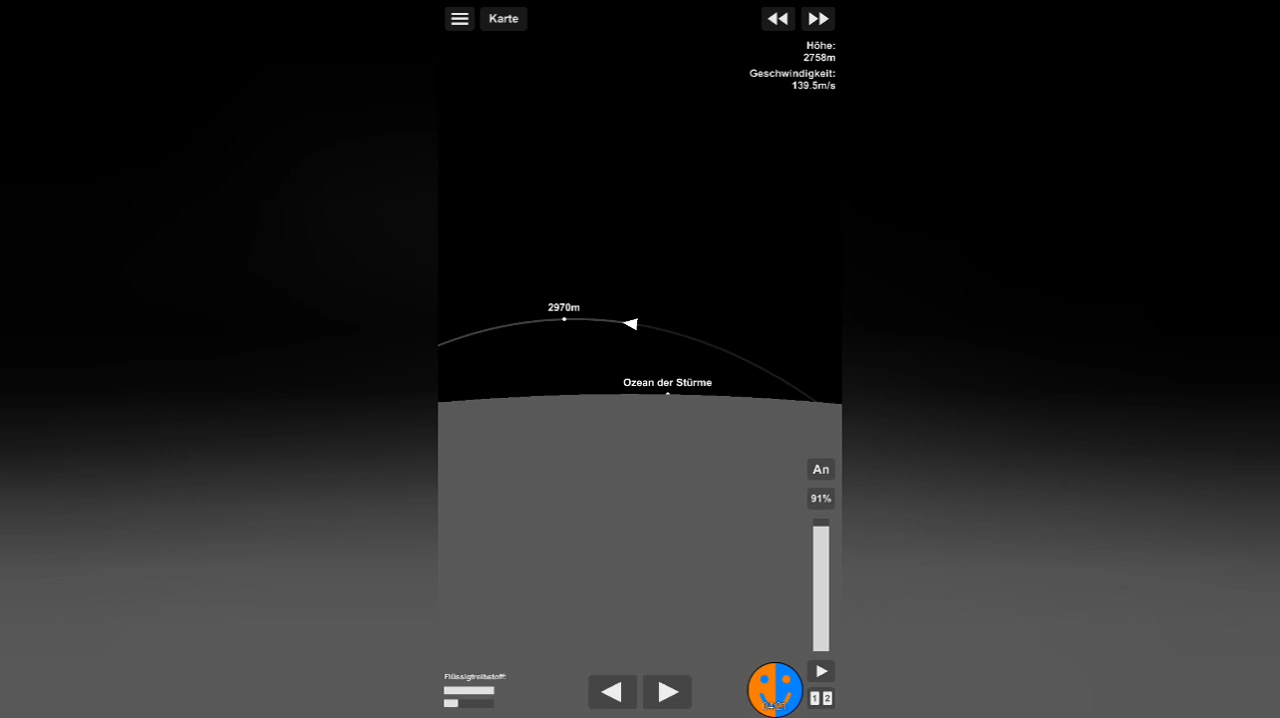 Karte
Höhe:
2758m
Geschwindigkeit:
139.5m/s
2970m
Ozean der Stürme
An
91%
Flüssigtreibstoff:
1 2